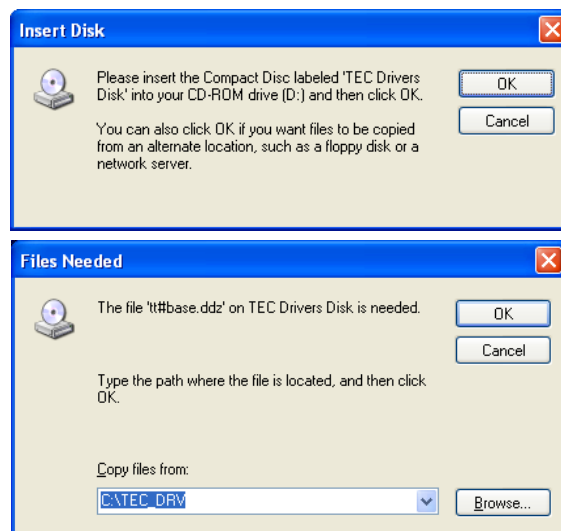 Insert Disk
Please insert the Compact Disc labeled 'TEC Drivers
Disk' into your CD-ROM drive (D:) and then click OK.
You can also click OK if you want files to be copied
from an alternate location, such as a floppy disk or a
network server.
OK
Cancel
Files Needed
The file 'tt#base.ddz' on TEC Drivers Disk is needed.
Type the path where the file is located, and then click
OK.
OK
Cancel
Copy files from:
C:\TEC_DRV
Browse...